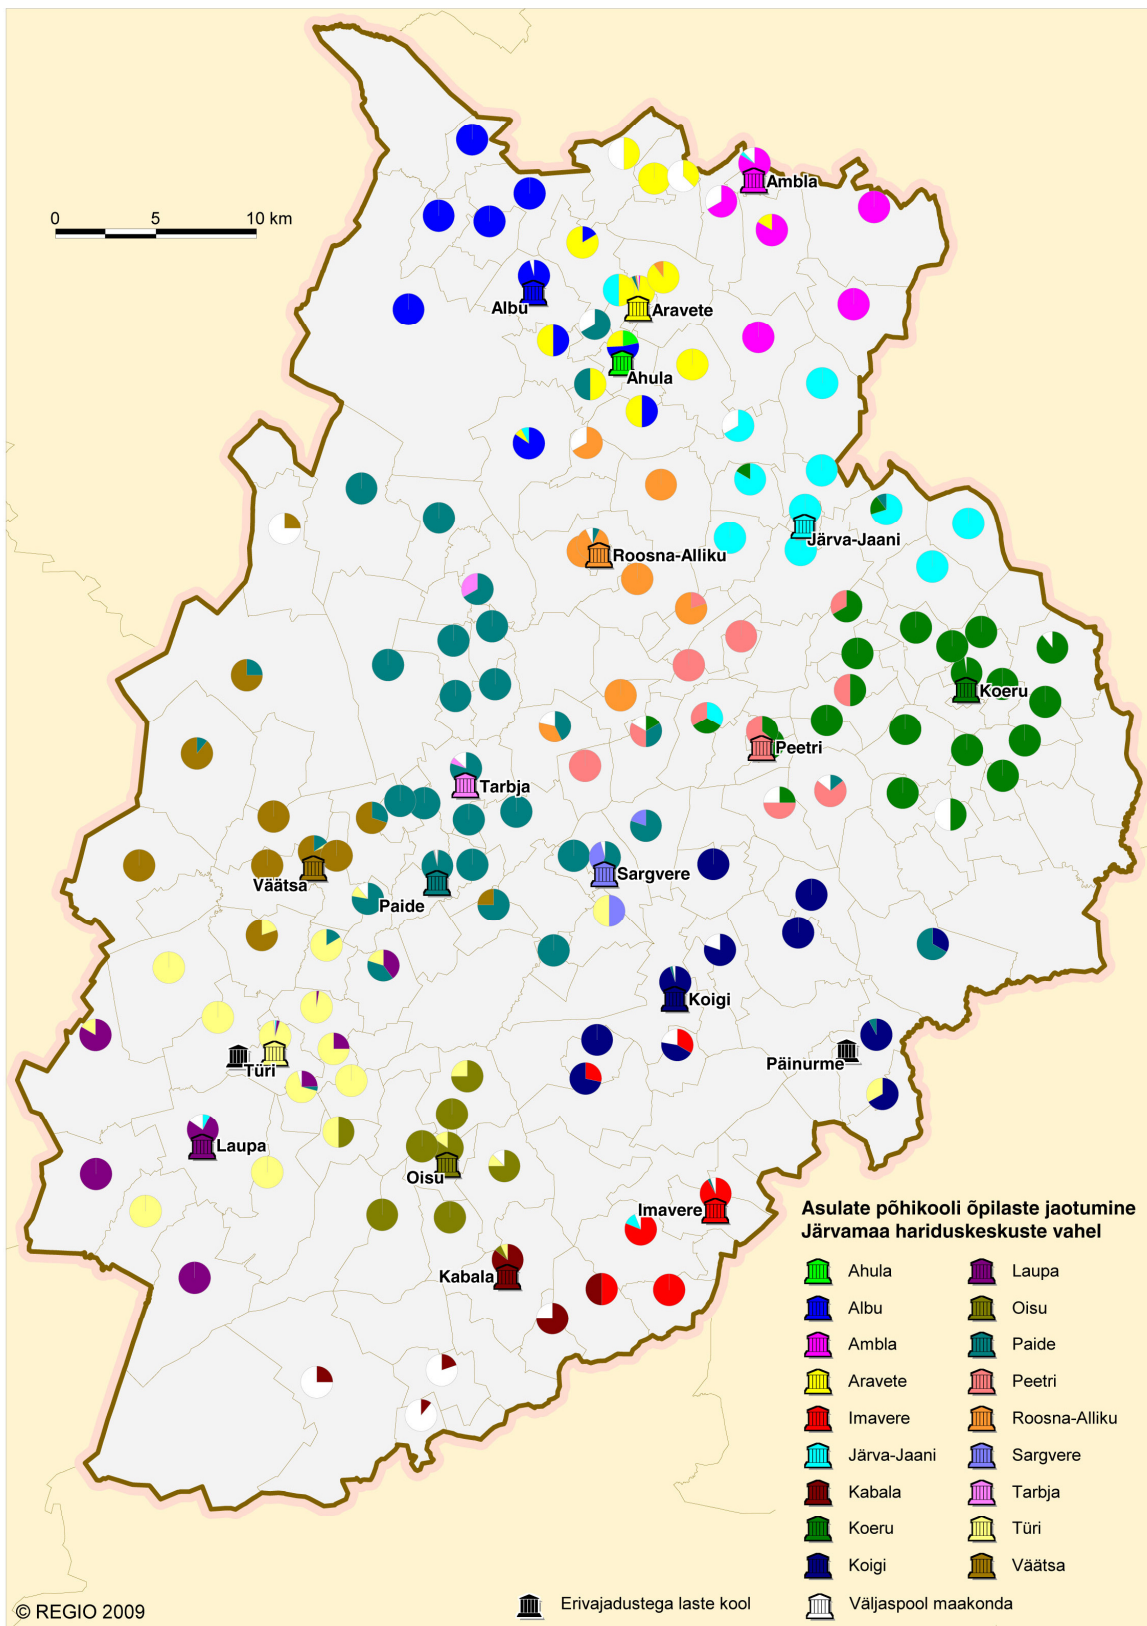 Ambla
0 5 10 km
Albu
Aravete
Ahula
Järva-Jaani
Roosna-Alliku
Koeru
Peetri
Tarbja
Väätsa
Sargvere
Paide
Koigi
Päinurme
Türi
Laupa
Oisu
Imavere
Kabala
Asulate põhikooli õpilaste jaotumine
Järvamaa hariduskeskuste vahel
Ahula Laupa
Albu Oisu
Ambla Paide
Aravete Peetri
Imavere Roosna-Alliku
Järva-Jaani Sargvere
Kabala Tarbja
Koeru Türi
Koigi Väätsa
Erivajadustega laste kool Väljaspool maakonda
© REGIO 2009